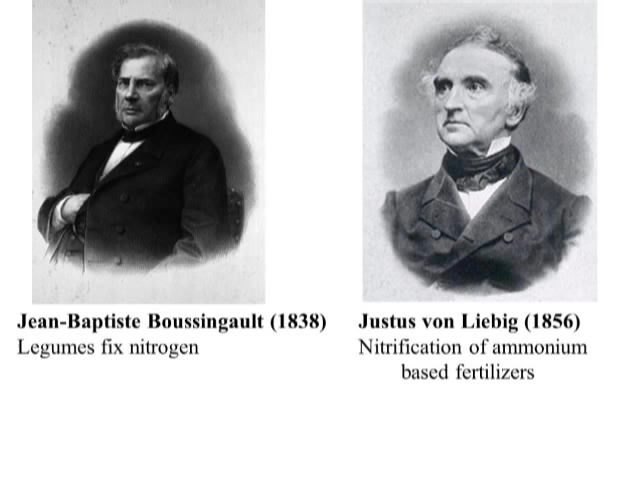 Jean-Baptiste Boussingault (1838)
Legumes fix nitrogen
Justus von Liebig (1856)
Nitrification of ammonium
based fertilizers